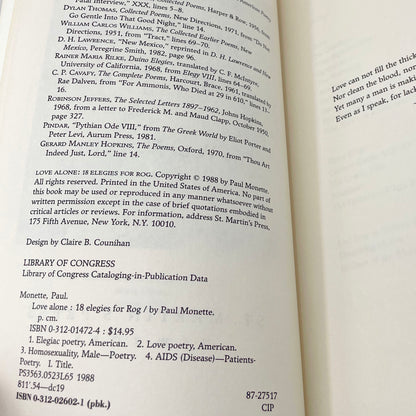 Poems, Harper & Row, 1956, from
"Fatal Interview," XXX, lines 5–8.
DYLAN THOMAS, Collected Poems, New Directions, 1971, from "Do Not
Go Gentle Into That Good Night," line 14.
WILLIAM CARLOS WILLIAMS, The Collected Earlier Poems, New
Directions, 1951, from "Tract," lines 69–70.
D. H. LAWRENCE, "New Mexico," reprinted in D. H. Lawrence and New
Mexico, Peregrine Smith, 1982, page 96.
RAINER MARIA RILKE, Duino Elegies, translated by C. F. MacIntyre,
University of California, 1968, from Elegy VIII, lines 64–69.
C. P. CAVAFY, The Complete Poems, Harcourt, Brace, 1961, translated by
Rae Dalven, from "For Ammonis, Who Died at 29 in 610," lines 11.
ROBINSON JEFFERS, The Selected Letters 1897–1962, Johns Hopkins,
1968, from a letter to Frederick M. and Maud Clapp, October 1950,
page 327.
PINDAR, "Pythian Ode VIII," from The Greek World by Eliot Porter and
Peter Levi, Aurum Press, 1981.
GERARD MANLEY HOPKINS, The Poems, Oxford, 1970, from "Thou Art
Indeed Just, Lord," line 14.
LOVE ALONE: 18 ELEGIES FOR ROG. Copyright © 1988 by Paul Monette.
All rights reserved. Printed in the United States of America. No part of
this book may be used or reproduced in any manner whatsoever without
written permission except in the case of brief quotations embodied in
critical articles or reviews. For information, address St. Martin's Press,
175 Fifth Avenue, New York, N.Y. 10010.
Design by Claire B. Counihan
LIBRARY OF CONGRESS
Library of Congress Cataloging-in-Publication Data
Monette, Paul.
Love alone : 18 elegies for Rog / by Paul Monette.
p. cm.
ISBN 0-312-01472-4 : $14.95
1. Elegiac poetry, American. 2. Love poetry, American.
3. Homosexuality, Male—Poetry. 4. AIDS (Disease)—Patients-
Poetry. I. Title.
PS3563.O523L65 1988
811'.54—dc19 87-27517
CIP
ISBN 0-312-02602-1 (pbk.)
Love can not fill the thick
Nor clean the blood, nor
Yet many a man is mak
Even as I speak, for lack